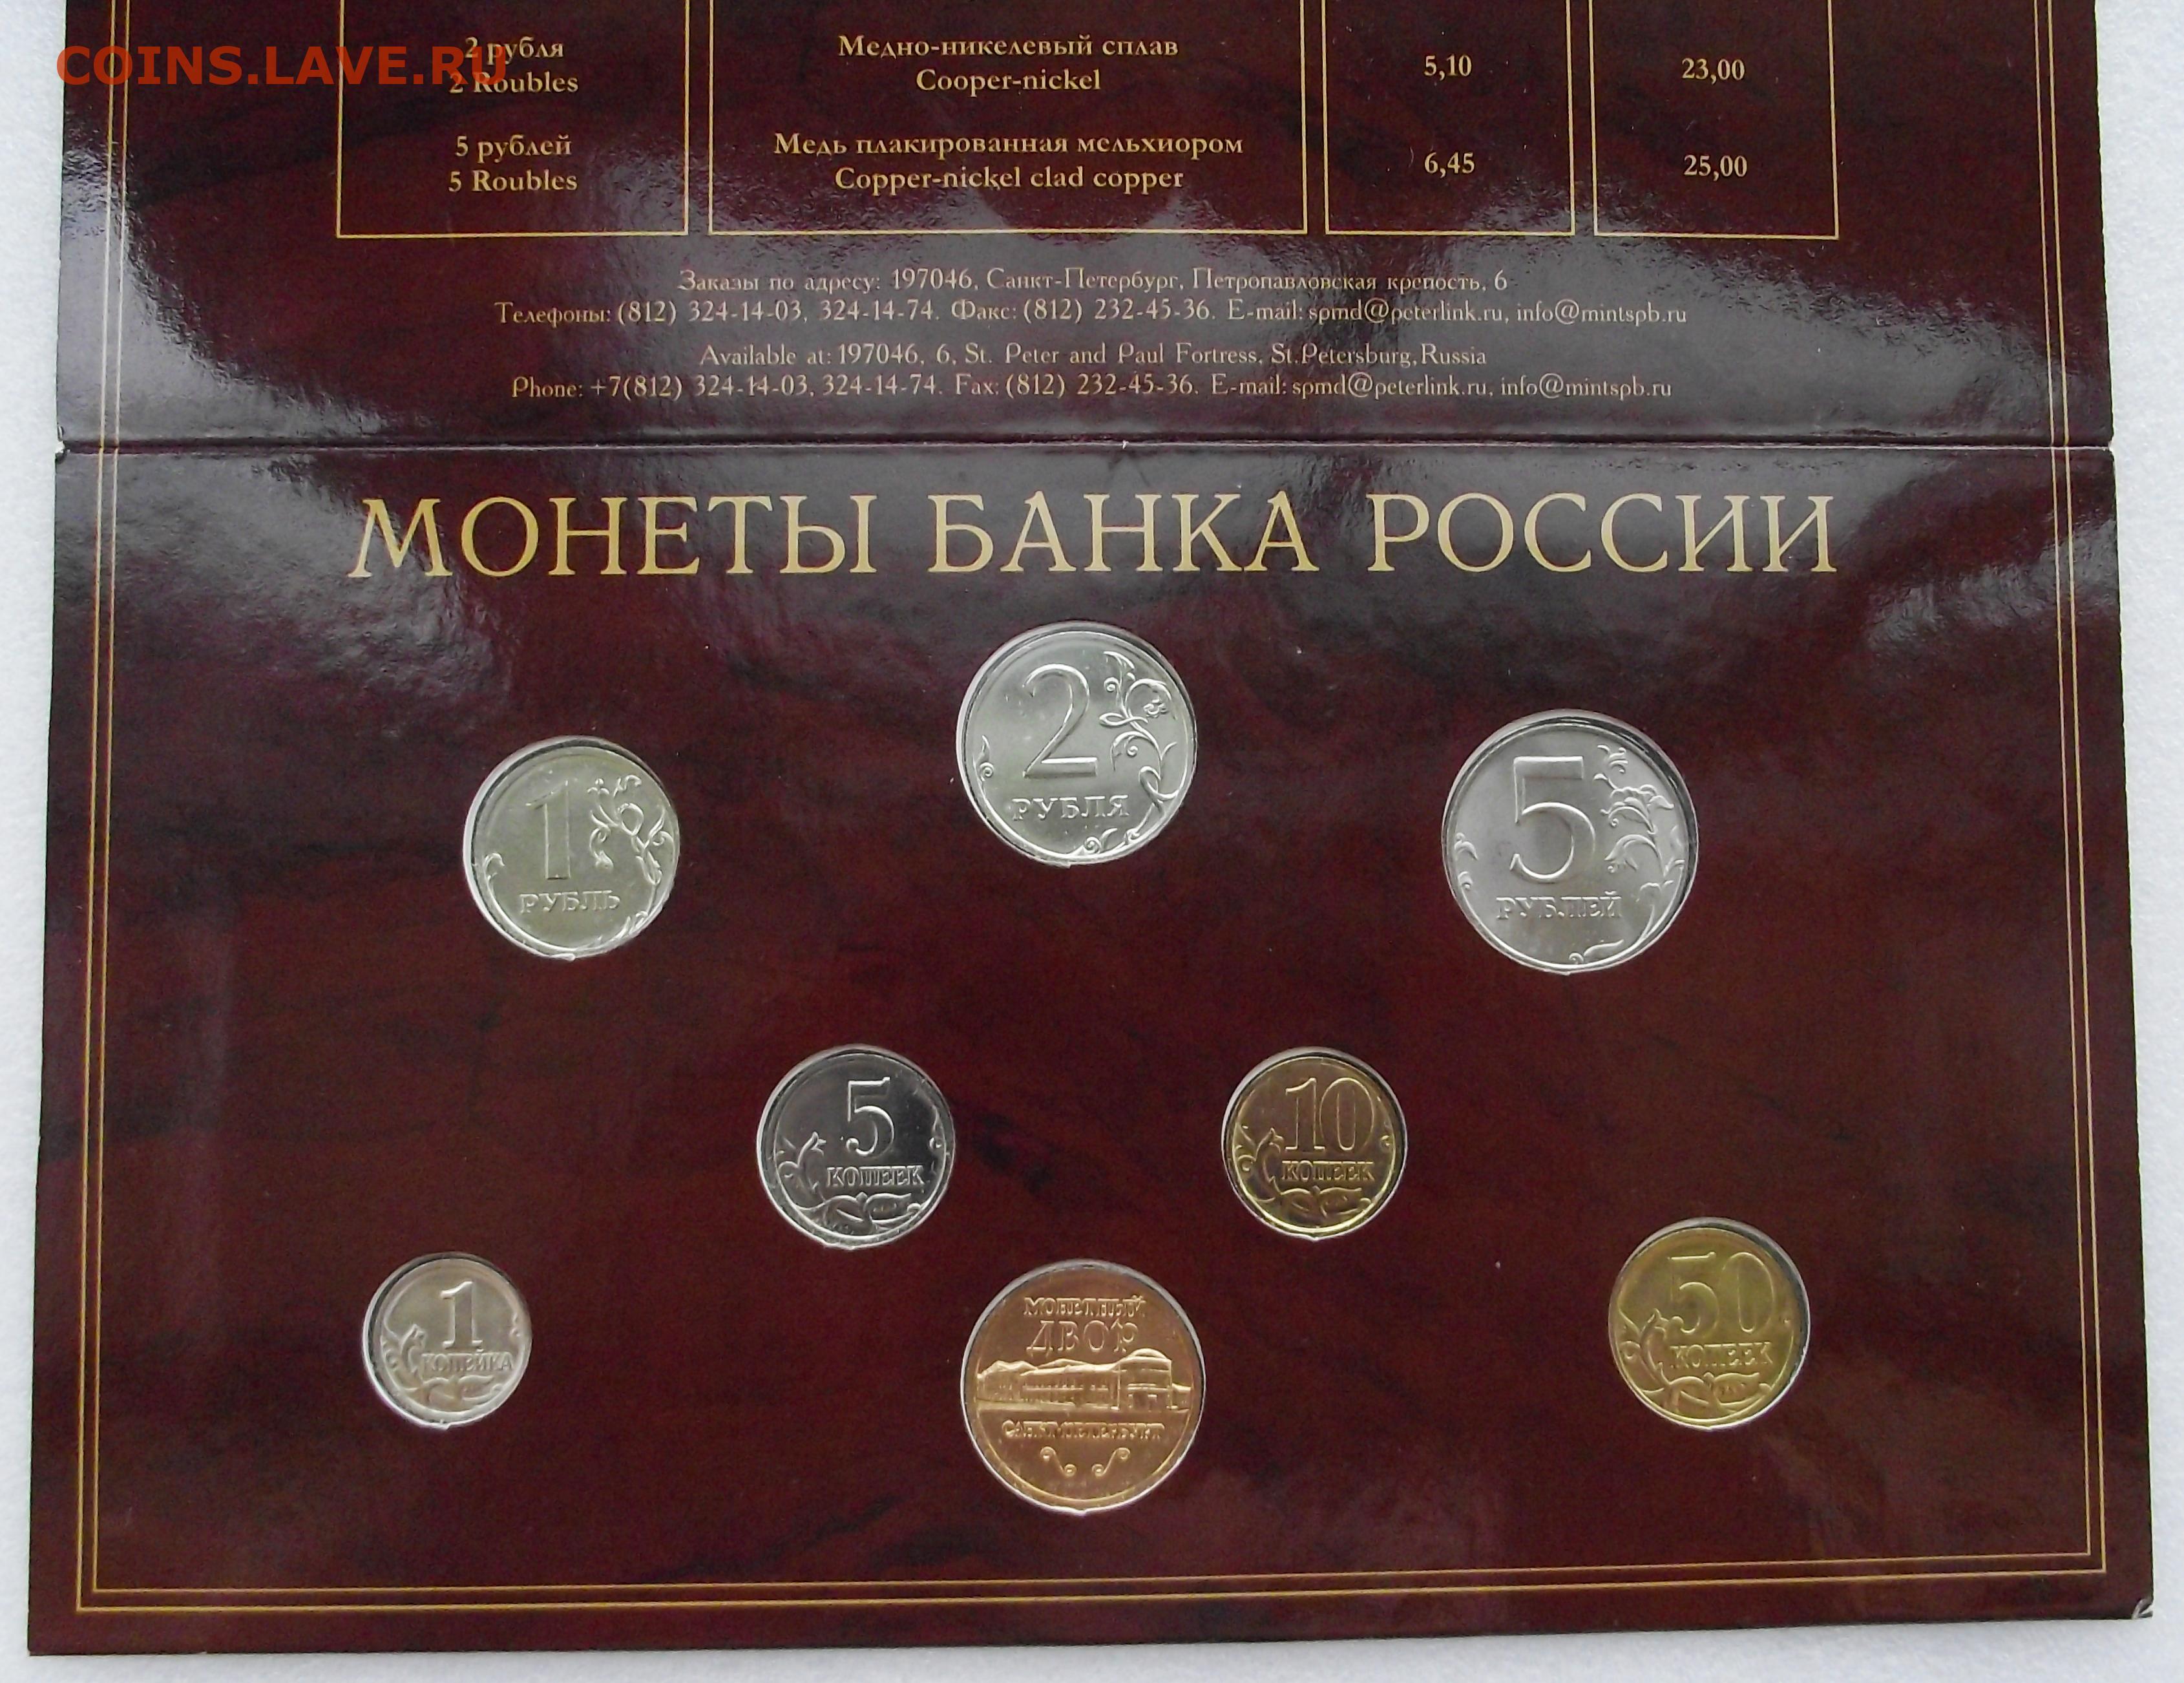 COINS.LAVE.RU
2 рубля
2 Roubles
Медно-никелевый сплав
Cooper-nickel
5,10
23,00
5 рублей
5 Roubles
Медь плакированная мельхиором
Copper-nickel clad copper
6,45
25,00
Заказы по адресу: 197046, Санкт-Петербург, Петропавловская крепость, 6
Телефоны: (812) 324-14-03, 324-14-74. Факс: (812) 232-45-36. E-mail: spmd@peterlink.ru, info@mintspb.ru
Available at: 197046, 6, St. Peter and Paul Fortress, St.Petersburg, Russia
Phone: +7(812) 324-14-03, 324-14-74. Fax: (812) 232-45-36. E-mail: spmd@peterlink.ru, info@mintspb.ru
МОНЕТЫ БАНКА РОССИИ
1
РУБЛЬ
2
РУБЛЯ
5
РУБЛЕЙ
5
КОПЕЕК
10
КОПЕЕК
1
КОПЕЙКА
МОНЕТНЫЙ
ДВОР
САНКТ-ПЕТЕРБУРГ
50
КОПЕЕК